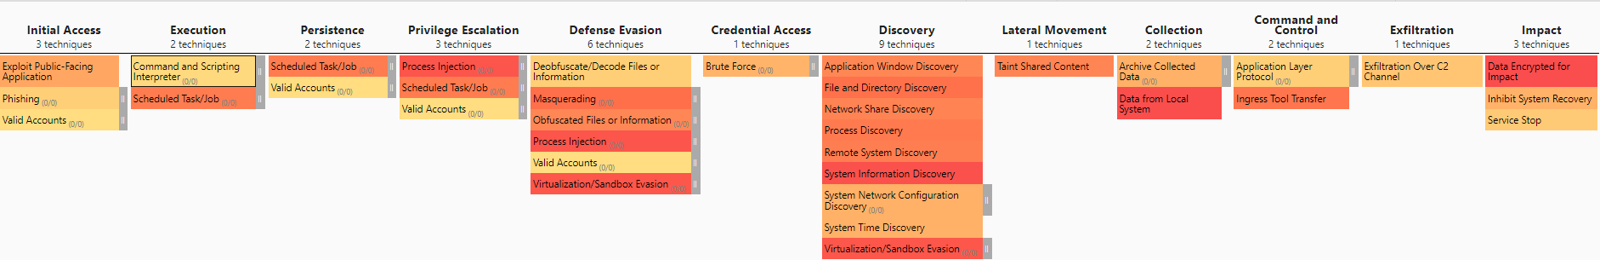 Initial Access
3 techniques
Exploit Public-Facing
Application
Phishing (0/0)
Valid Accounts (0/0)
Execution
2 techniques
Command and Scripting
Interpreter (0/0)
Scheduled Task/Job (0/0)
Persistence
2 techniques
Scheduled Task/Job (0/0)
Valid Accounts (0/0)
Privilege Escalation
3 techniques
Process Injection (0/0)
Scheduled Task/Job (0/0)
Valid Accounts (0/0)
Defense Evasion
6 techniques
Deobfuscate/Decode Files or
Information
Masquerading (0/0)
Obfuscated Files or Information (0/0)
Process Injection (0/0)
Valid Accounts (0/0)
Virtualization/Sandbox Evasion (0/0)
Credential Access
1 techniques
Brute Force (0/0)
Discovery
9 techniques
Application Window Discovery
File and Directory Discovery
Network Share Discovery
Process Discovery
Remote System Discovery
System Information Discovery
System Network Configuration
Discovery (0/0)
System Time Discovery
Virtualization/Sandbox Evasion (0/0)
Lateral Movement
1 techniques
Taint Shared Content
Collection
2 techniques
Archive Collected
Data (0/0)
Data from Local
System
Command and
Control
2 techniques
Application Layer
Protocol (0/0)
Ingress Tool Transfer
Exfiltration
1 techniques
Exfiltration Over C2
Channel
Impact
3 techniques
Data Encrypted for
Impact
Inhibit System Recovery
Service Stop